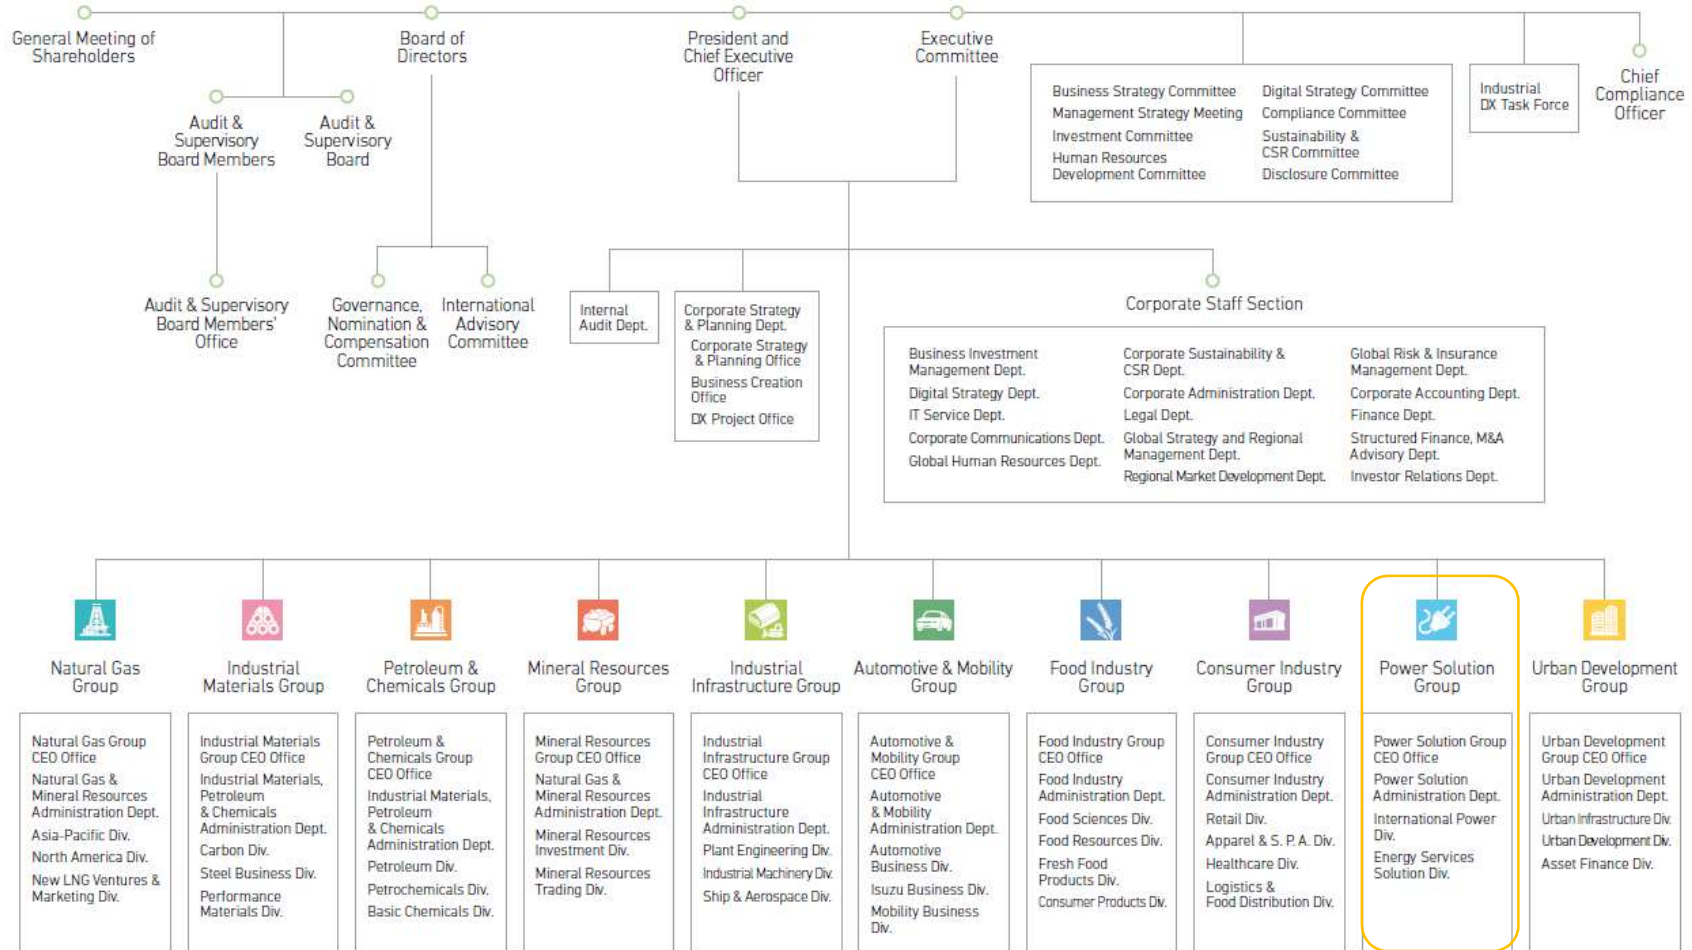 General Meeting of
Shareholders
Board of
Directors
President and
Chief Executive
Officer
Executive
Committee
Chief
Compliance
Officer
Audit &
Supervisory
Board Members
Audit &
Supervisory
Board
Business Strategy Committee
Management Strategy Meeting
Investment Committee
Human Resources
Development Committee
Digital Strategy Committee
Compliance Committee
Sustainability &
CSR Committee
Disclosure Committee
Industrial
DX Task Force
Audit & Supervisory
Board Members'
Office
Governance,
Nomination &
Compensation
Committee
International
Advisory
Committee
Internal
Audit Dept.
Corporate Strategy
& Planning Dept.
Corporate Strategy
& Planning Office
Business Creation
Office
DX Project Office
Corporate Staff Section
Business Investment
Management Dept.
Digital Strategy Dept.
IT Service Dept.
Corporate Communications Dept.
Global Human Resources Dept.
Corporate Sustainability &
CSR Dept.
Corporate Administration Dept.
Legal Dept.
Global Strategy and Regional
Management Dept.
Regional Market Development Dept.
Global Risk & Insurance
Management Dept.
Corporate Accounting Dept.
Finance Dept.
Structured Finance, M&A
Advisory Dept.
Investor Relations Dept.
Natural Gas
Group
Natural Gas Group
CEO Office
Natural Gas &
Mineral Resources
Administration Dept.
Asia-Pacific Div.
North America Div.
New LNG Ventures &
Marketing Div.
Industrial
Materials Group
Industrial Materials
Group CEO Office
Industrial Materials,
Petroleum
& Chemicals
Administration Dept.
Carbon Div.
Steel Business Div.
Performance
Materials Div.
Petroleum &
Chemicals Group
Petroleum &
Chemicals Group
CEO Office
Industrial Materials,
Petroleum
& Chemicals
Administration Dept.
Petroleum Div.
Petrochemicals Div.
Basic Chemicals Div.
Mineral Resources
Group
Mineral Resources
Group CEO Office
Natural Gas &
Mineral Resources
Administration Dept.
Mineral Resources
Investment Div.
Mineral Resources
Trading Div.
Industrial
Infrastructure Group
Industrial
Infrastructure Group
CEO Office
Industrial
Infrastructure
Administration Dept.
Plant Engineering Div.
Industrial Machinery Div.
Ship & Aerospace Div.
Automotive & Mobility
Group
Automotive &
Mobility Group
CEO Office
Automotive
& Mobility
Administration Dept.
Automotive
Business Div.
Isuzu Business Div.
Mobility Business
Div.
Food Industry
Group
Food Industry Group
CEO Office
Food Industry
Administration Dept.
Food Sciences Div.
Food Resources Div.
Fresh Food
Products Div.
Consumer Products Div.
Consumer Industry
Group
Consumer Industry
Group CEO Office
Consumer Industry
Administration Dept.
Retail Div.
Apparel & S. P. A. Div.
Healthcare Div.
Logistics &
Food Distribution Div.
Power Solution
Group
Power Solution Group
CEO Office
Power Solution
Administration Dept.
International Power
Div.
Energy Services
Solution Div.
Urban Development
Group
Urban Development
Group CEO Office
Urban Development
Administration Dept.
Urban Infrastructure Div.
Urban Development Div.
Asset Finance Div.